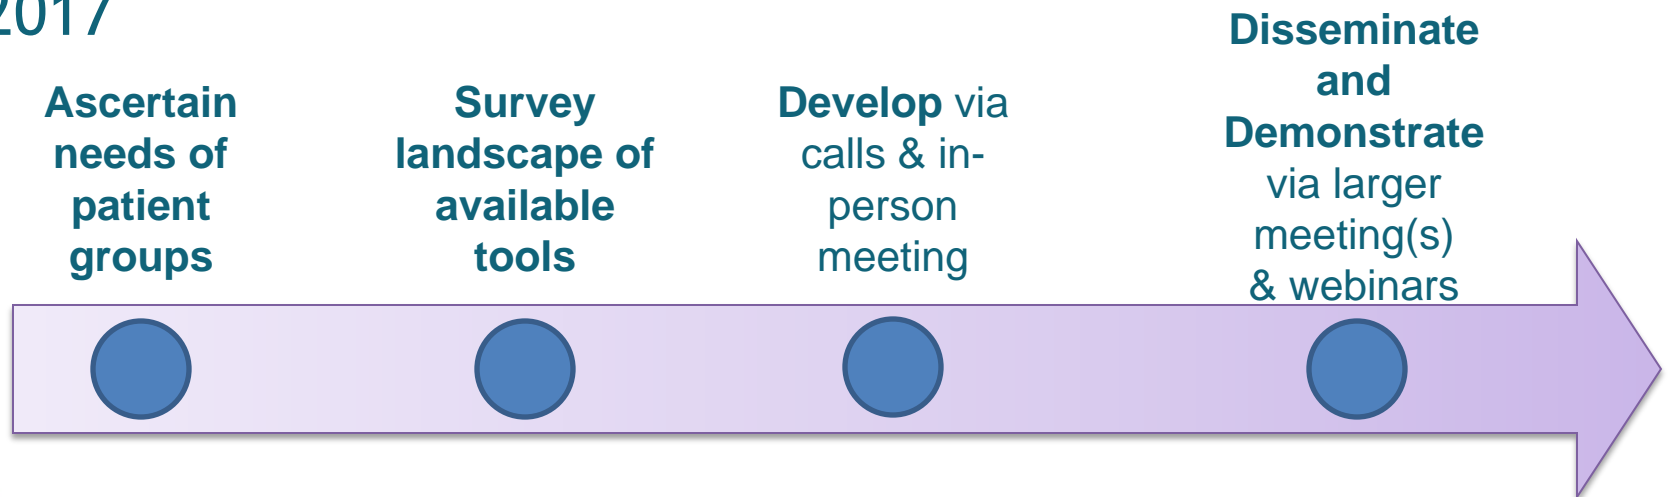 2017
Ascertain
needs of
patient
groups
Survey
landscape of
available
tools
Develop via
calls & in-
person
meeting
Disseminate
and
Demonstrate
via larger
meeting(s)
& webinars